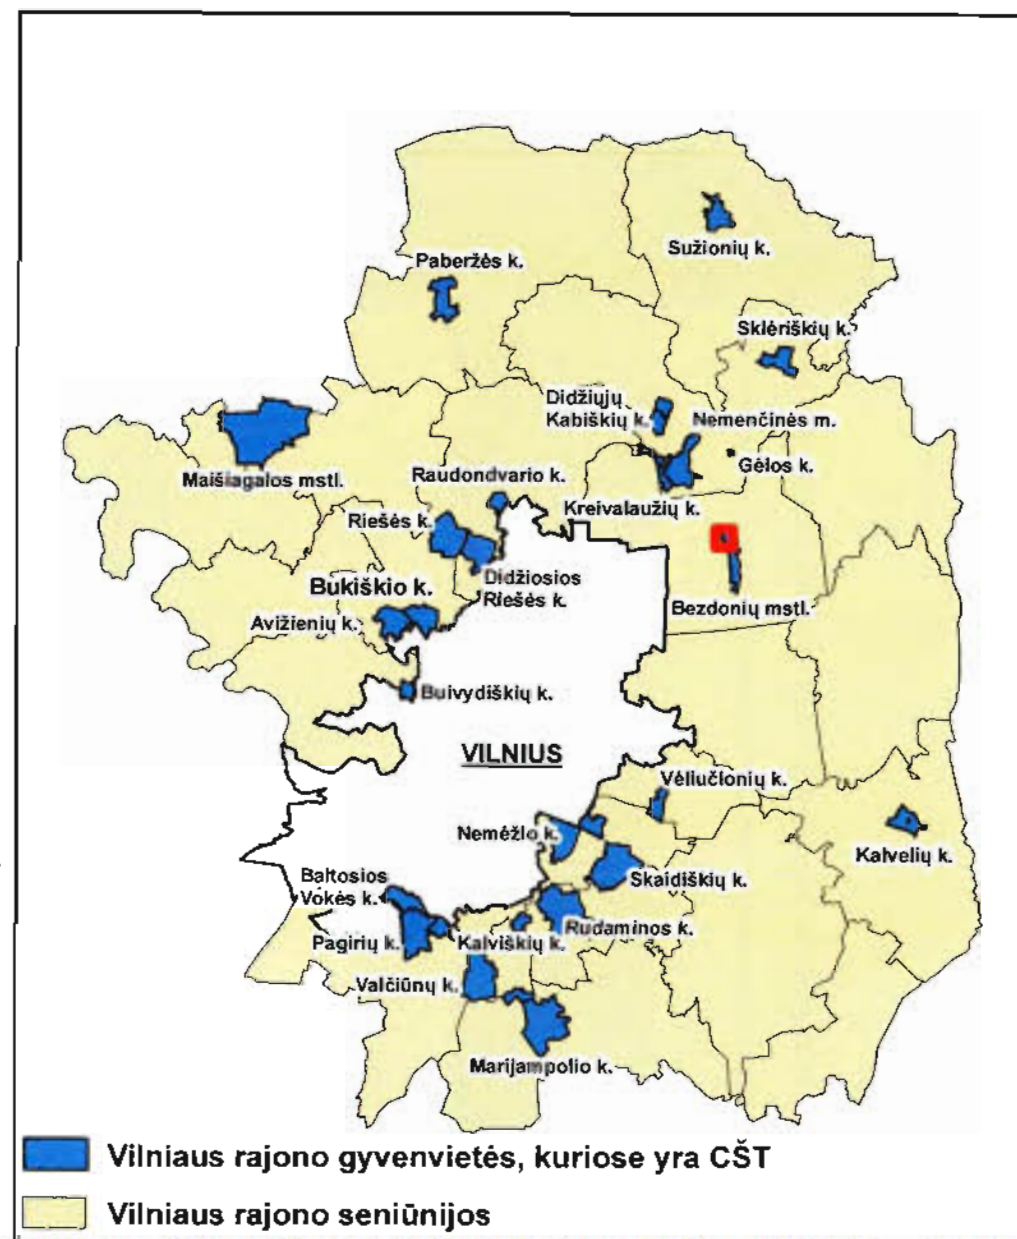 Sužionių k.
Paberžės k.
Sklėriškių k.
Didžiųjų
Kabiškių k.
Nemenčinės m.
Gėlos k.
Maišiagalos mstl.
Raudondvario k.
Kreivalaužių k.
Riešės k.
Didžiosios
Riešės k.
Bukiškio k.
Bezdonių mstl.
Avižienių k.
Buivydiškių k.
VILNIUS
Vėliučionių k.
Nemėžio k.
Kalvelių k.
Skaidiškių k.
Baltosios
Vokės k.
Rudaminos k.
Pagirių k.
Kalviškių k.
Valčiūnų k.
Marijampolio k.
Vilniaus rajono gyvenvietės, kuriose yra CŠT
Vilniaus rajono seniūnijos